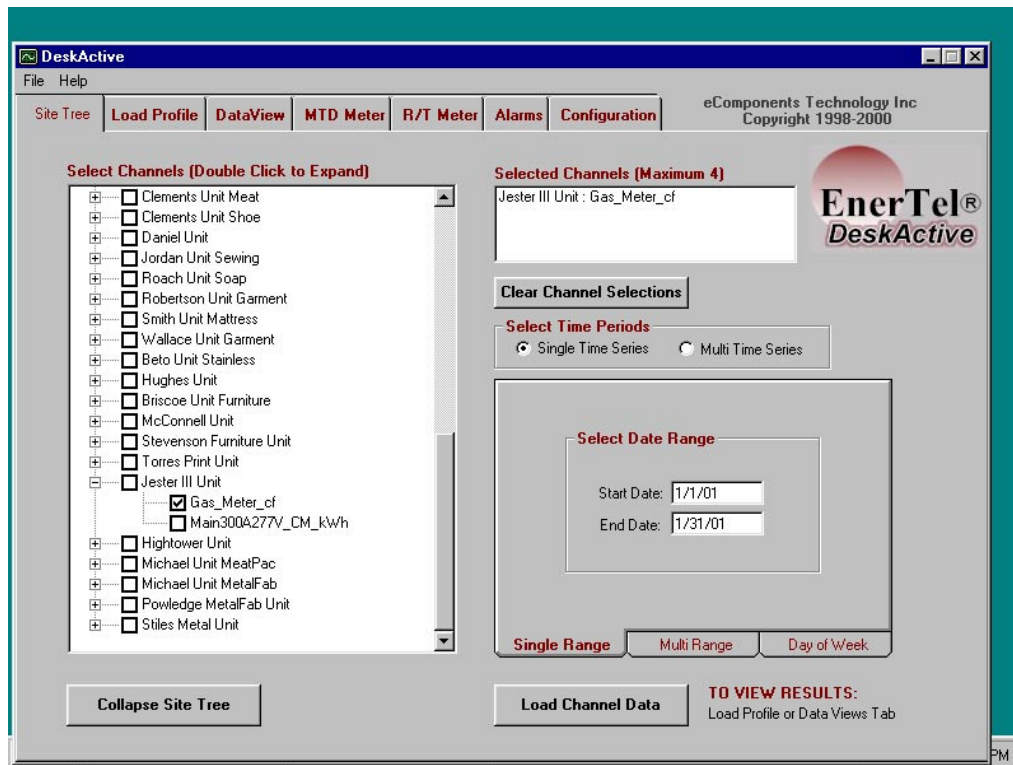 DeskActive
File Help
Site Tree Load Profile DataView MTD Meter R/T Meter Alarms Configuration
eComponents Technology Inc
Copyright 1998-2000
Select Channels (Double Click to Expand)
Clements Unit Meat
Clements Unit Shoe
Daniel Unit
Jordan Unit Sewing
Roach Unit Soap
Robertson Unit Garment
Smith Unit Mattress
Wallace Unit Garment
Beto Unit Stainless
Hughes Unit
Briscoe Unit Furniture
McConnell Unit
Stevenson Furniture Unit
Torres Print Unit
Jester III Unit
Gas_Meter_cf
Main300A277V_CM_kWh
Hightower Unit
Michael Unit MeatPac
Michael Unit MetalFab
Powledge MetalFab Unit
Stiles Metal Unit
Collapse Site Tree
Selected Channels (Maximum 4)
Jester III Unit : Gas_Meter_cf
EnerTel®
DeskActive
Clear Channel Selections
Select Time Periods
Single Time Series Multi Time Series
Select Date Range
Start Date: 1/1/01
End Date: 1/31/01
Single Range Multi Range Day of Week
Load Channel Data
TO VIEW RESULTS:
Load Profile or Data Views Tab
PM